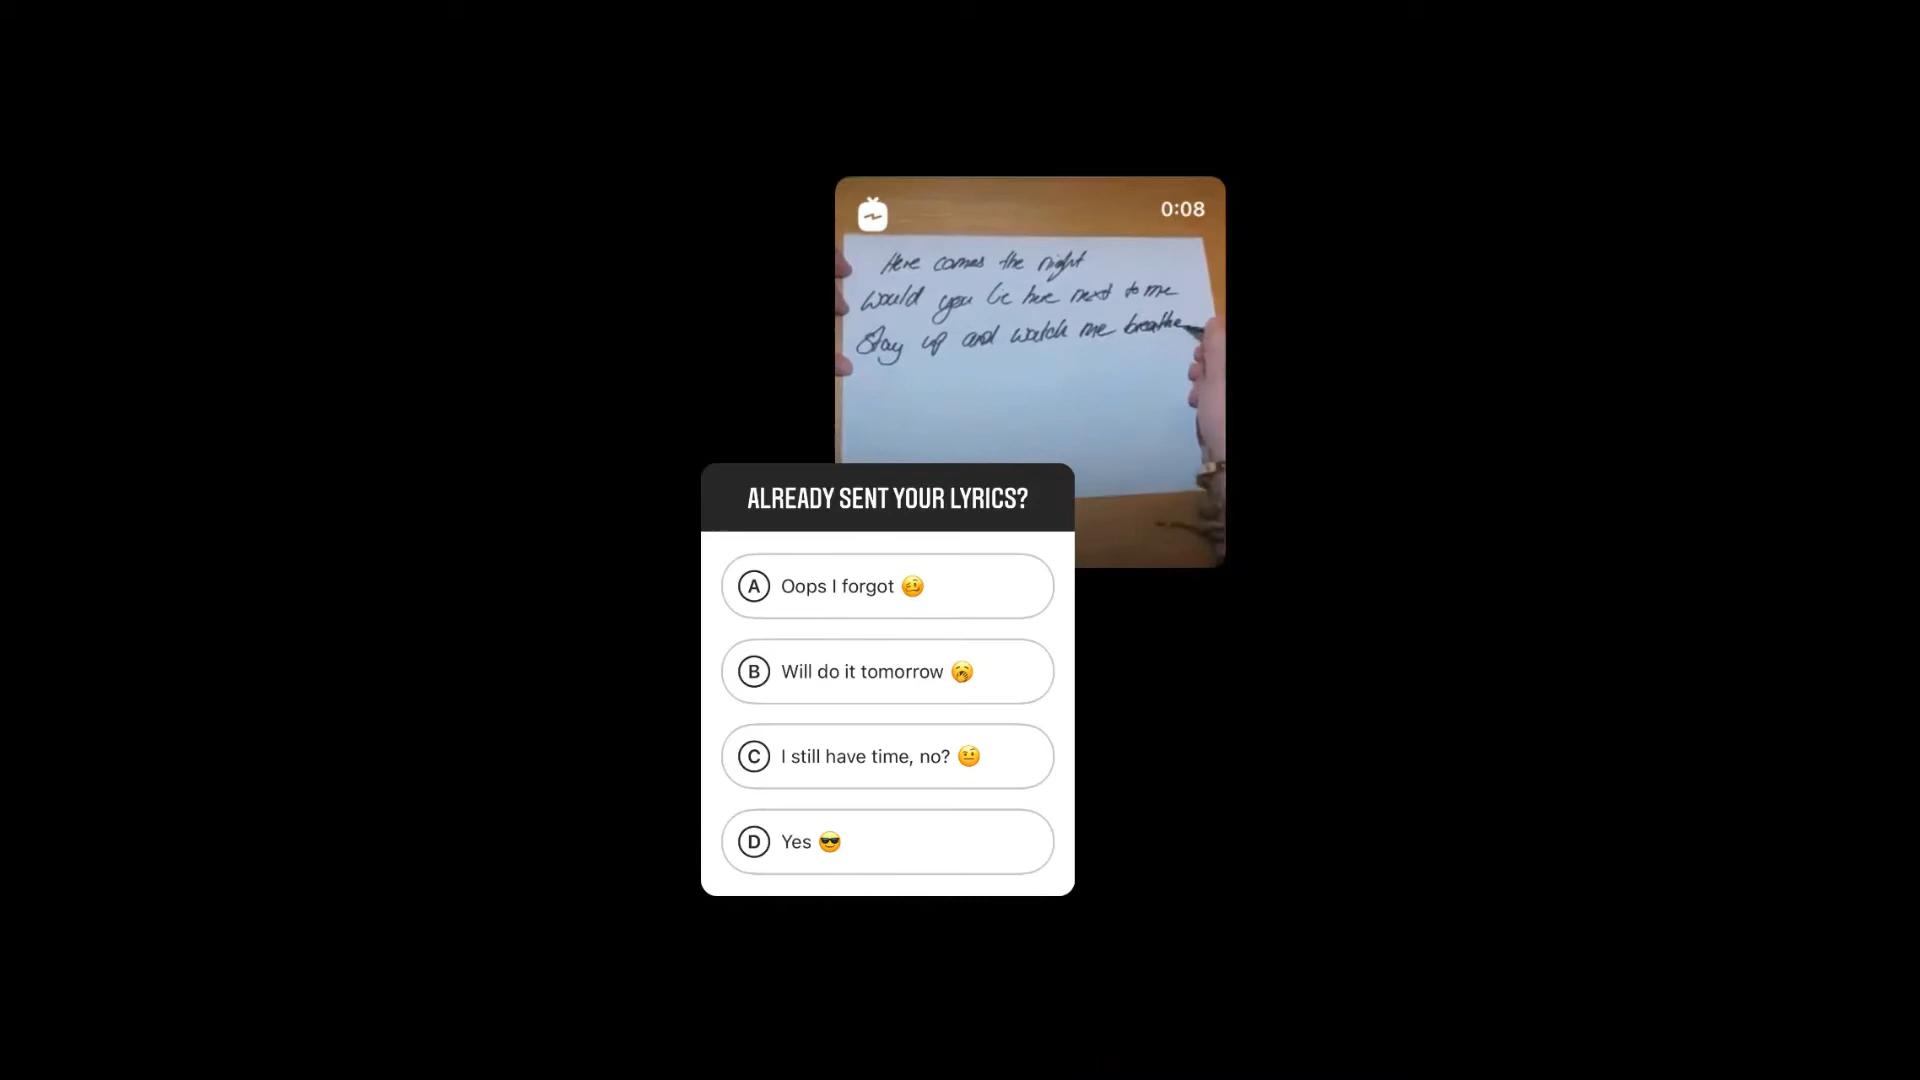 0:08
Here comes the night
Would you lie here next to me
Stay up and watch me breathe
ALREADY SENT YOUR LYRICS?
A Oops I forgot 🥴
B Will do it tomorrow 🥱
C I still have time, no? 🤨
D Yes 😎